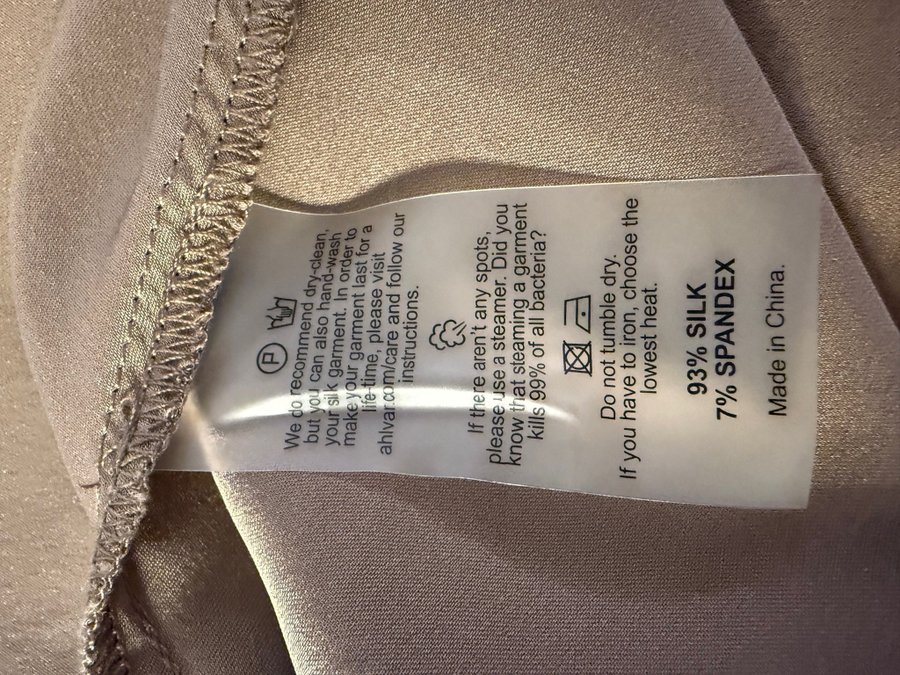 P
We do recommend dry-clean,
but you can also hand-wash
your silk garment. In order to
make your garment last for a
life-time, please visit
ahlvar.com/care and follow our
instructions.
If there aren't any spots,
please use a steamer. Did you
know that steaming a garment
kills 99% of all bacteria?
Do not tumble dry.
If you have to iron, choose the
lowest heat.
93% SILK
7% SPANDEX
Made in China.